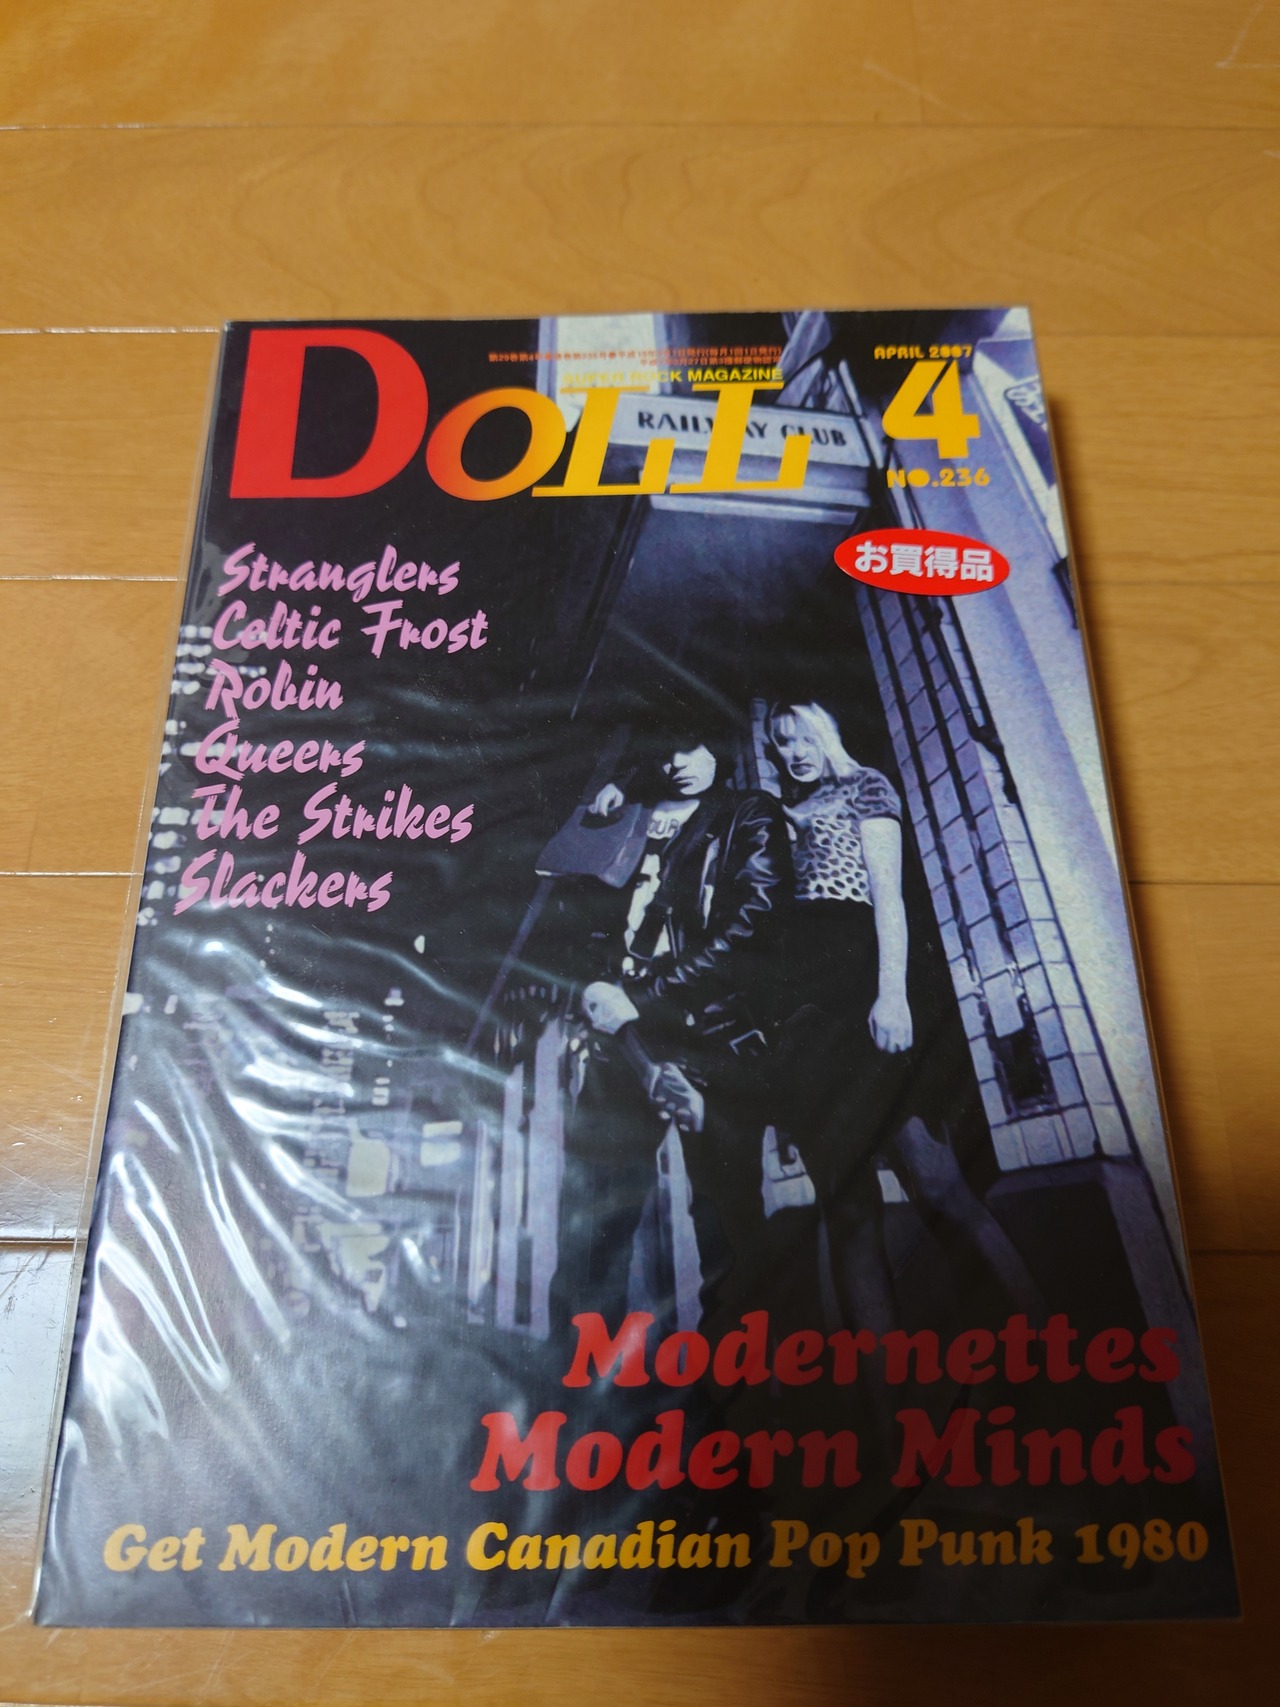 DOLL
SUPER ROCK MAGAZINE
RAILWAY CLUB
APRIL 2007
4
NO.236
お買得品
Stranglers
Celtic Frost
Robin
Queers
The Strikes
Slackers
Modernettes
Modern Minds
Get Modern Canadian Pop Punk 1980